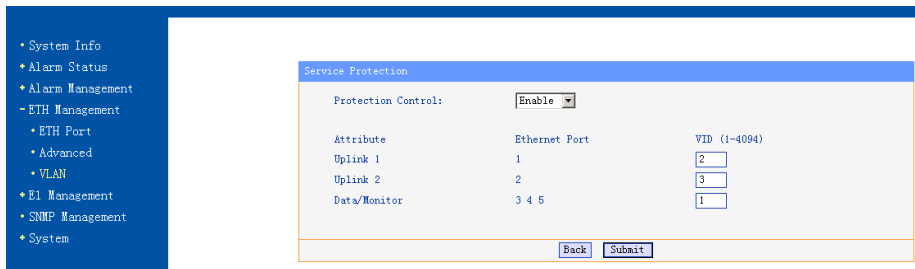 System Info
Alarm Status
Alarm Management
ETH Management
ETH Port
Advanced
VLAN
E1 Management
SNMP Management
System
Service Protection
Protection Control: Enable
Attribute Ethernet Port VID (1-4094)
Uplink 1 1 2
Uplink 2 2 3
Data/Monitor 3 4 5 1
Back Submit